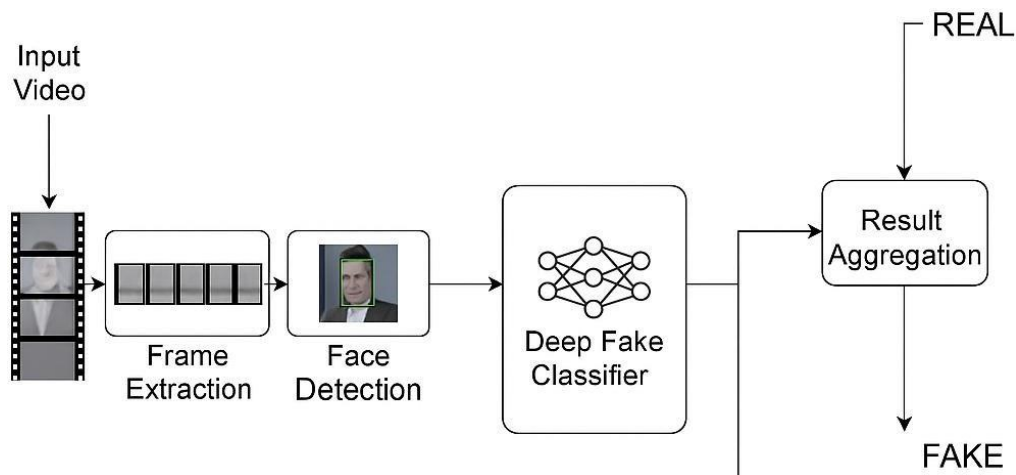 Input
Video
Frame
Extraction
Face
Detection
Deep Fake
Classifier
REAL
Result
Aggregation
FAKE